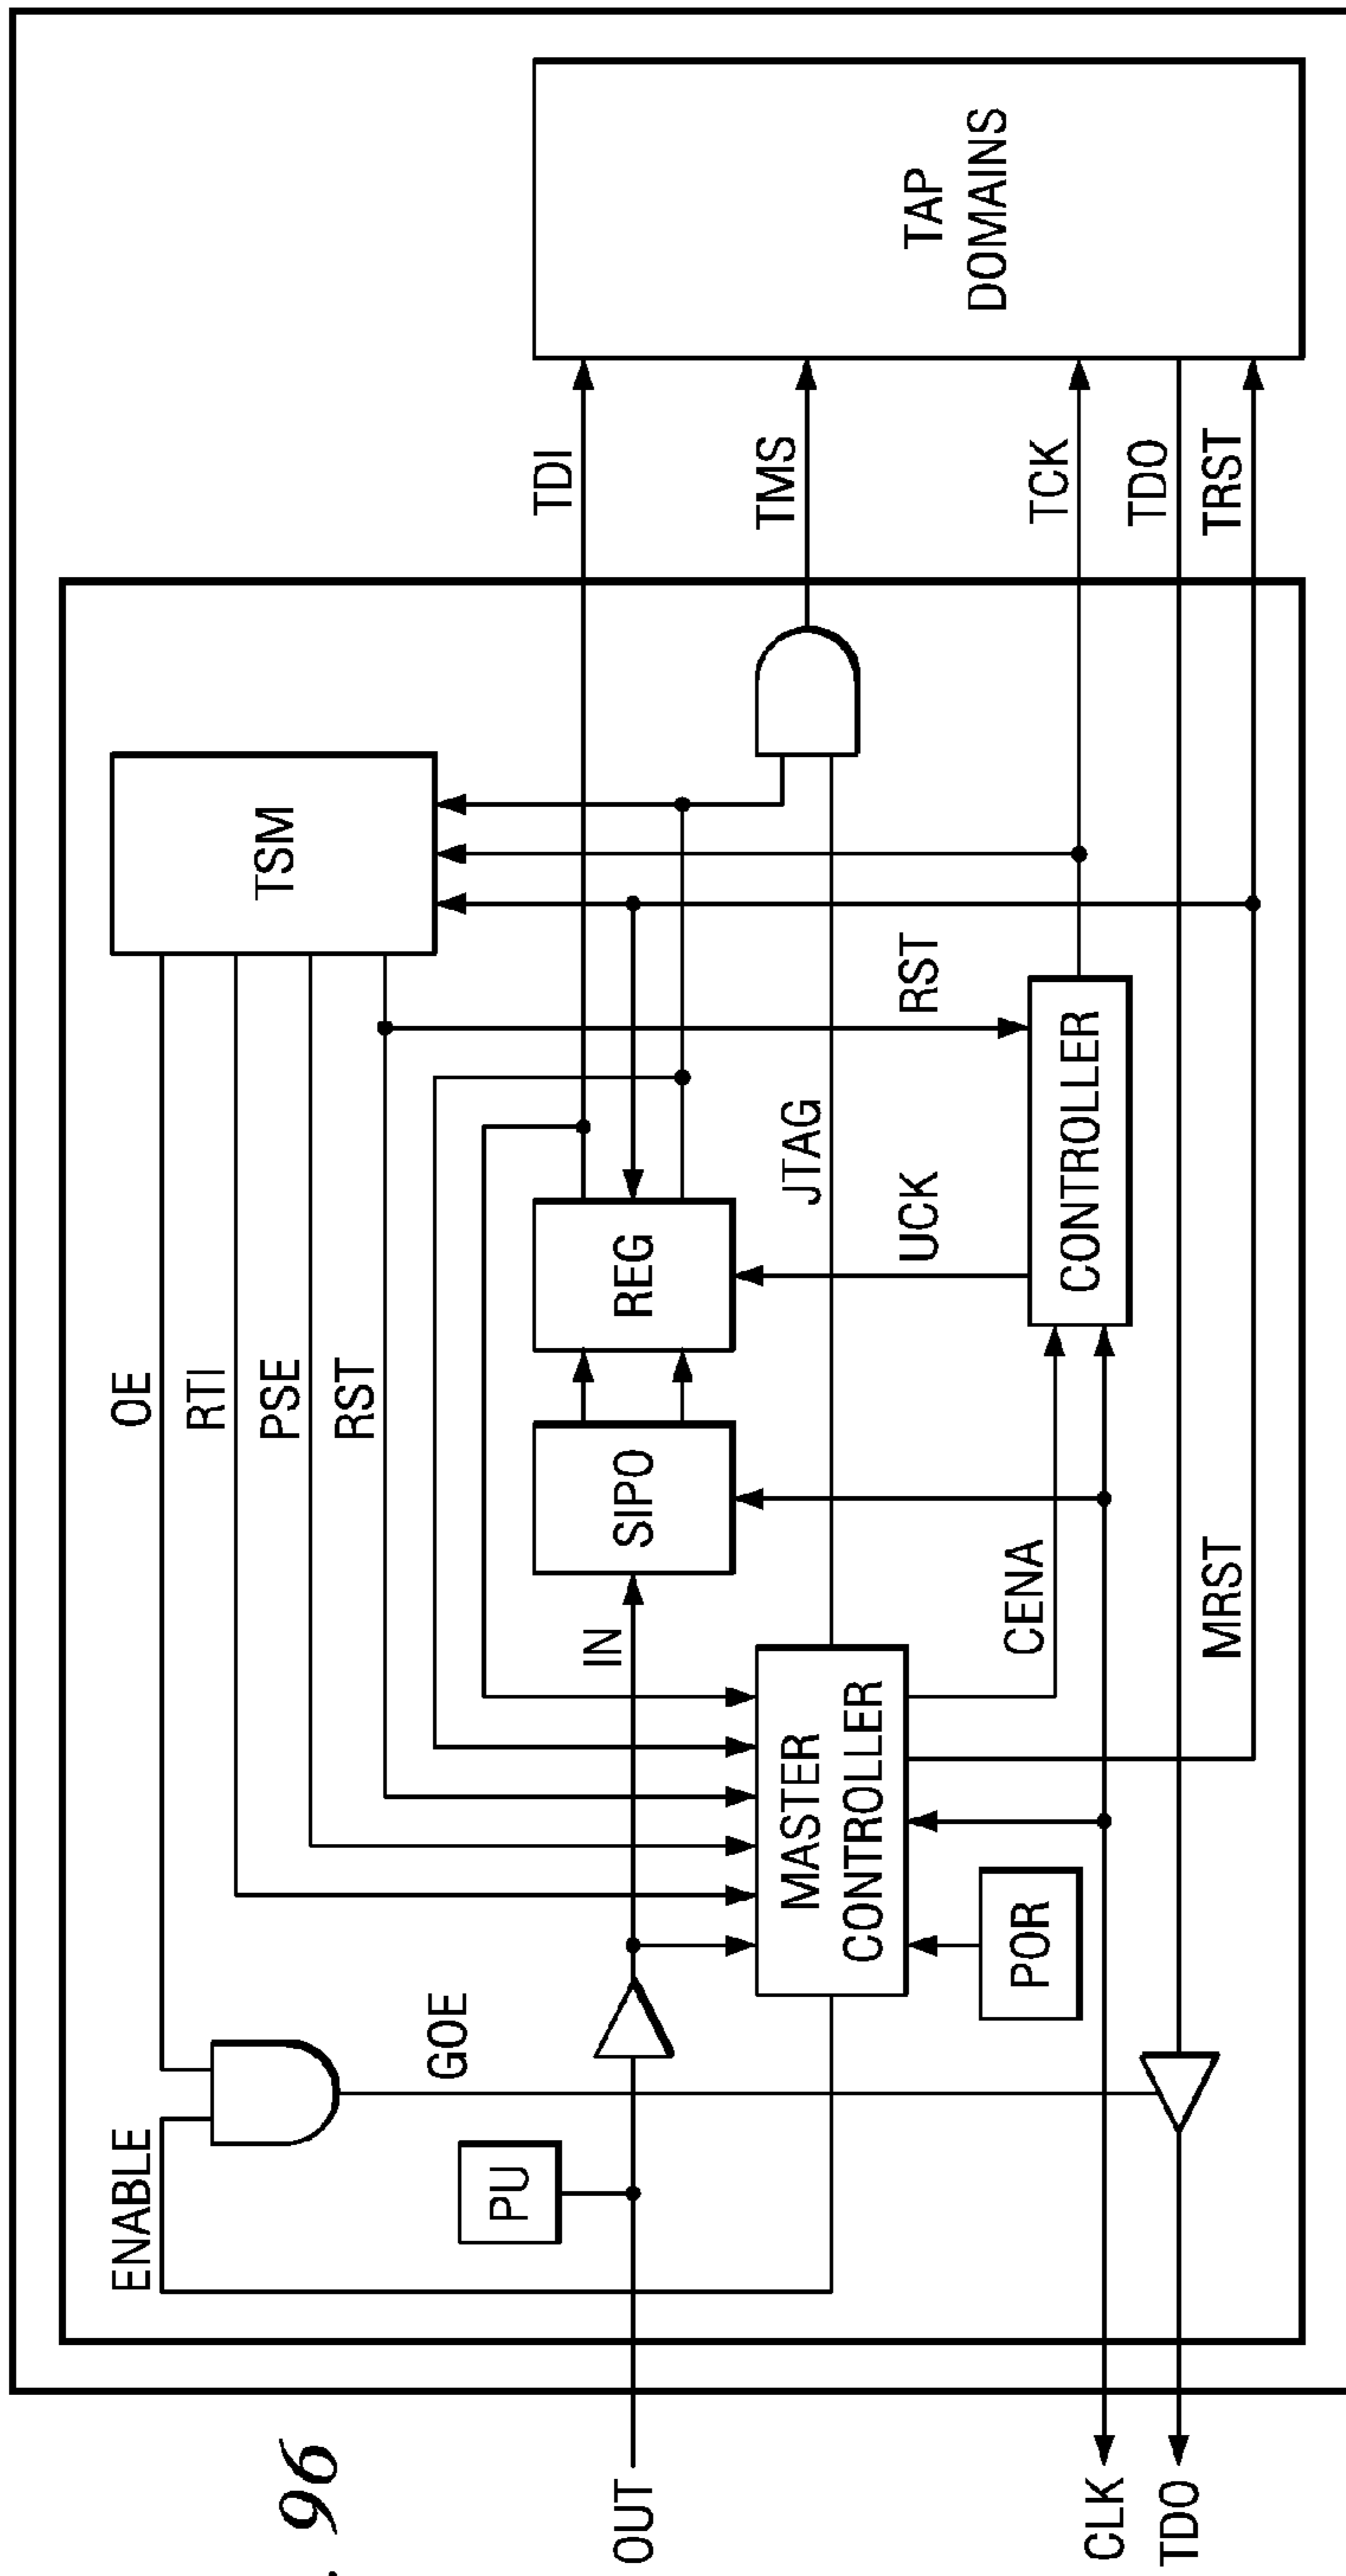 . 96
ENABLE
OE
RTI
PSE
RST
TSM
GOE
PU
OUT
IN
SIPO
REG
TDI
TAP
DOMAINS
JTAG
TMS
MASTER
CONTROLLER
UCK
RST
POR
CENA
CONTROLLER
TCK
CLK
TDO
TDO
MRST
TRST